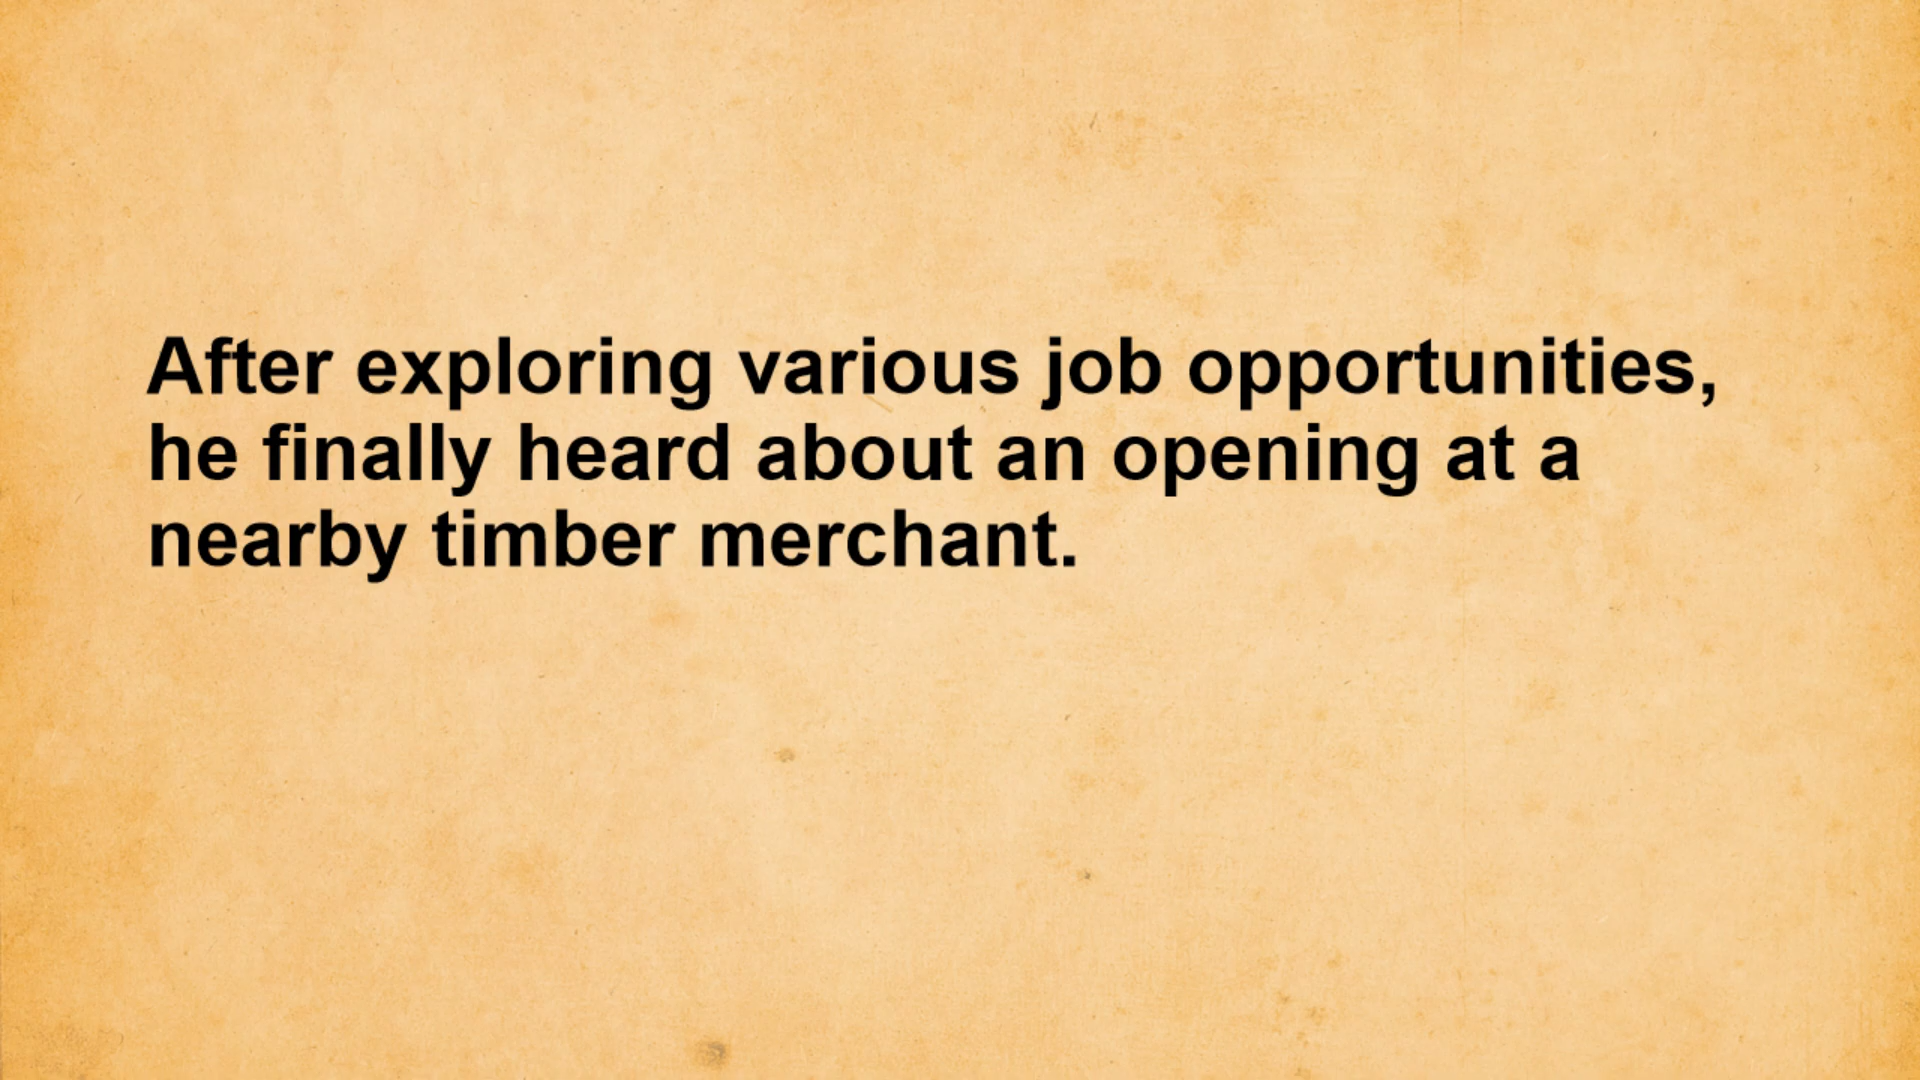 After exploring various job opportunities,
he finally heard about an opening at a
nearby timber merchant.